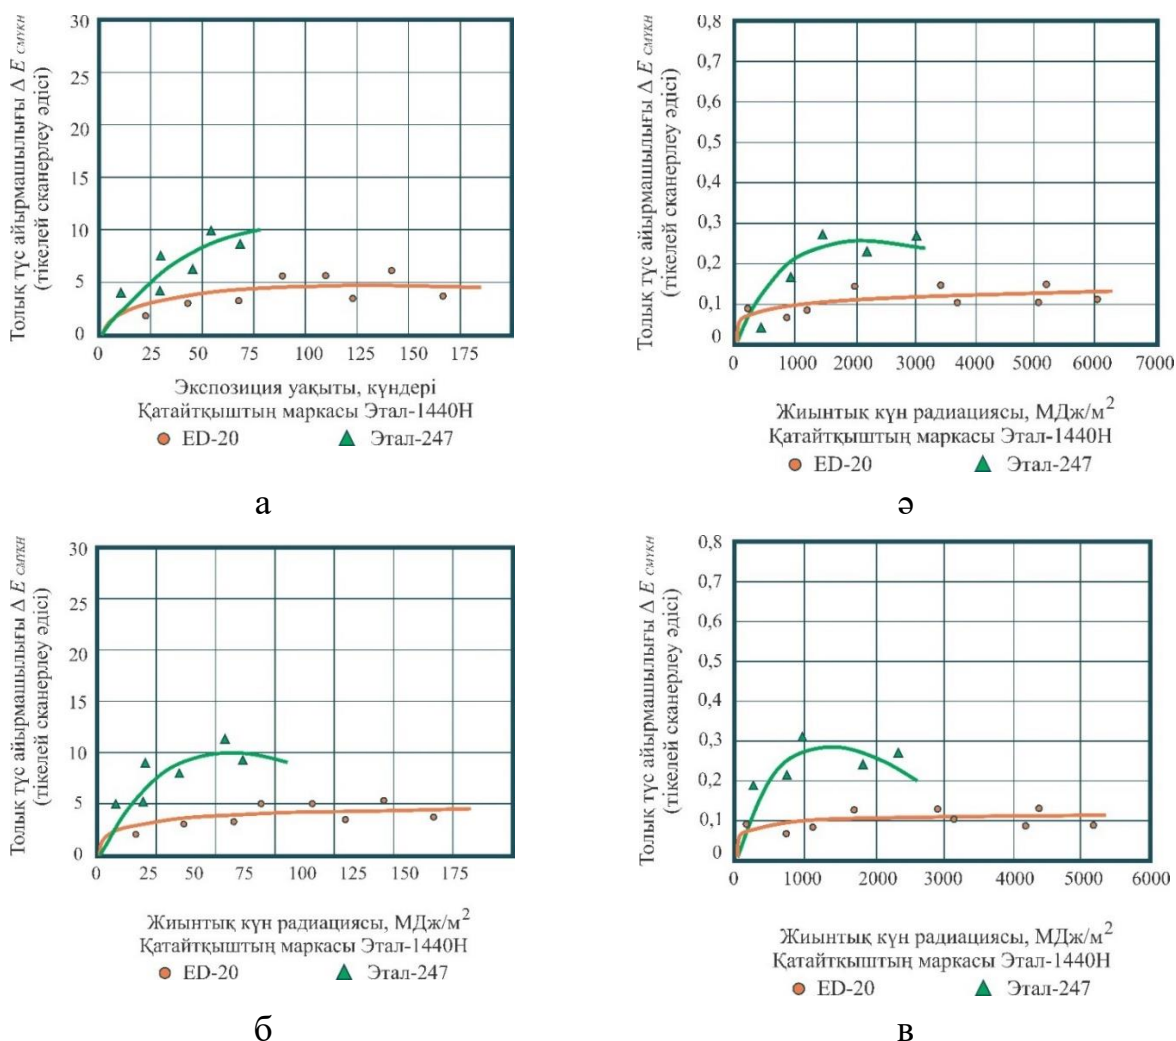 Толық түс айырмашылығы Δ E СМУКН
(тікелей сканерлеу әдісі)
30
25
20
15
10
5
0
0 25 50 75 100 125 150 175
Экспозиция уақыты, күндері
Қатайтқыштың маркасы Этал-1440Н
ED-20 Этал-247
а
Толық түс айырмашылығы Δ E СМУКН
(тікелей сканерлеу әдісі)
0,8
0,7
0,6
0,5
0,4
0,3
0,2
0,1
0
0 1000 2000 3000 4000 5000 6000 7000
Жиынтық күн радиациясы, МДж/м²
Қатайтқыштың маркасы Этал-1440Н
ED-20 Этал-247
ә
Толық түс айырмашылығы Δ E СМУКН
(тікелей сканерлеу әдісі)
30
25
20
15
10
5
0
0 25 50 75 100 125 150 175
Жиынтық күн радиациясы, МДж/м²
Қатайтқыштың маркасы Этал-1440Н
ED-20 Этал-247
б
Толық түс айырмашылығы Δ E СМУКН
(тікелей сканерлеу әдісі)
0,8
0,7
0,6
0,5
0,4
0,3
0,2
0,1
0
0 1000 2000 3000 4000 5000 6000
Жиынтық күн радиациясы, МДж/м²
Қатайтқыштың маркасы Этал-1440Н
ED-20 Этал-247
в